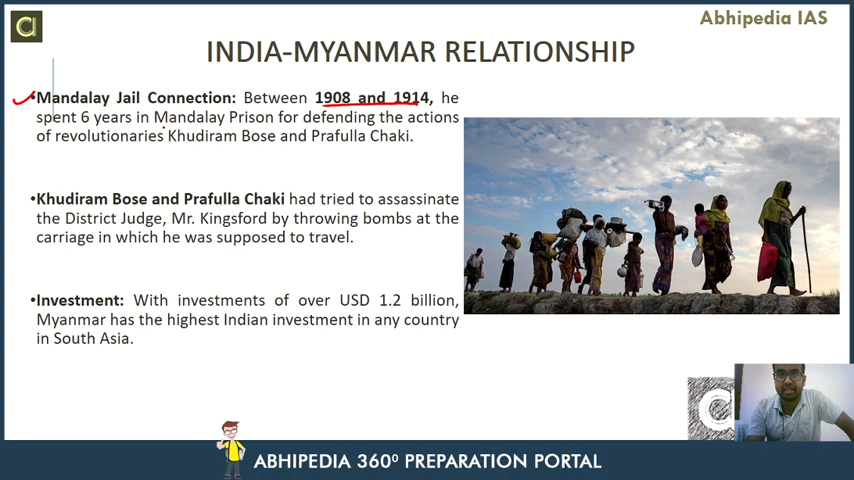 Abhipedia IAS
INDIA-MYANMAR RELATIONSHIP
•Mandalay Jail Connection: Between 1908 and 1914, he
spent 6 years in Mandalay Prison for defending the actions
of revolutionaries Khudiram Bose and Prafulla Chaki.
•Khudiram Bose and Prafulla Chaki had tried to assassinate
the District Judge, Mr. Kingsford by throwing bombs at the
carriage in which he was supposed to travel.
•Investment: With investments of over USD 1.2 billion,
Myanmar has the highest Indian investment in any country
in South Asia.
ABHIPEDIA 360⁰ PREPARATION PORTAL